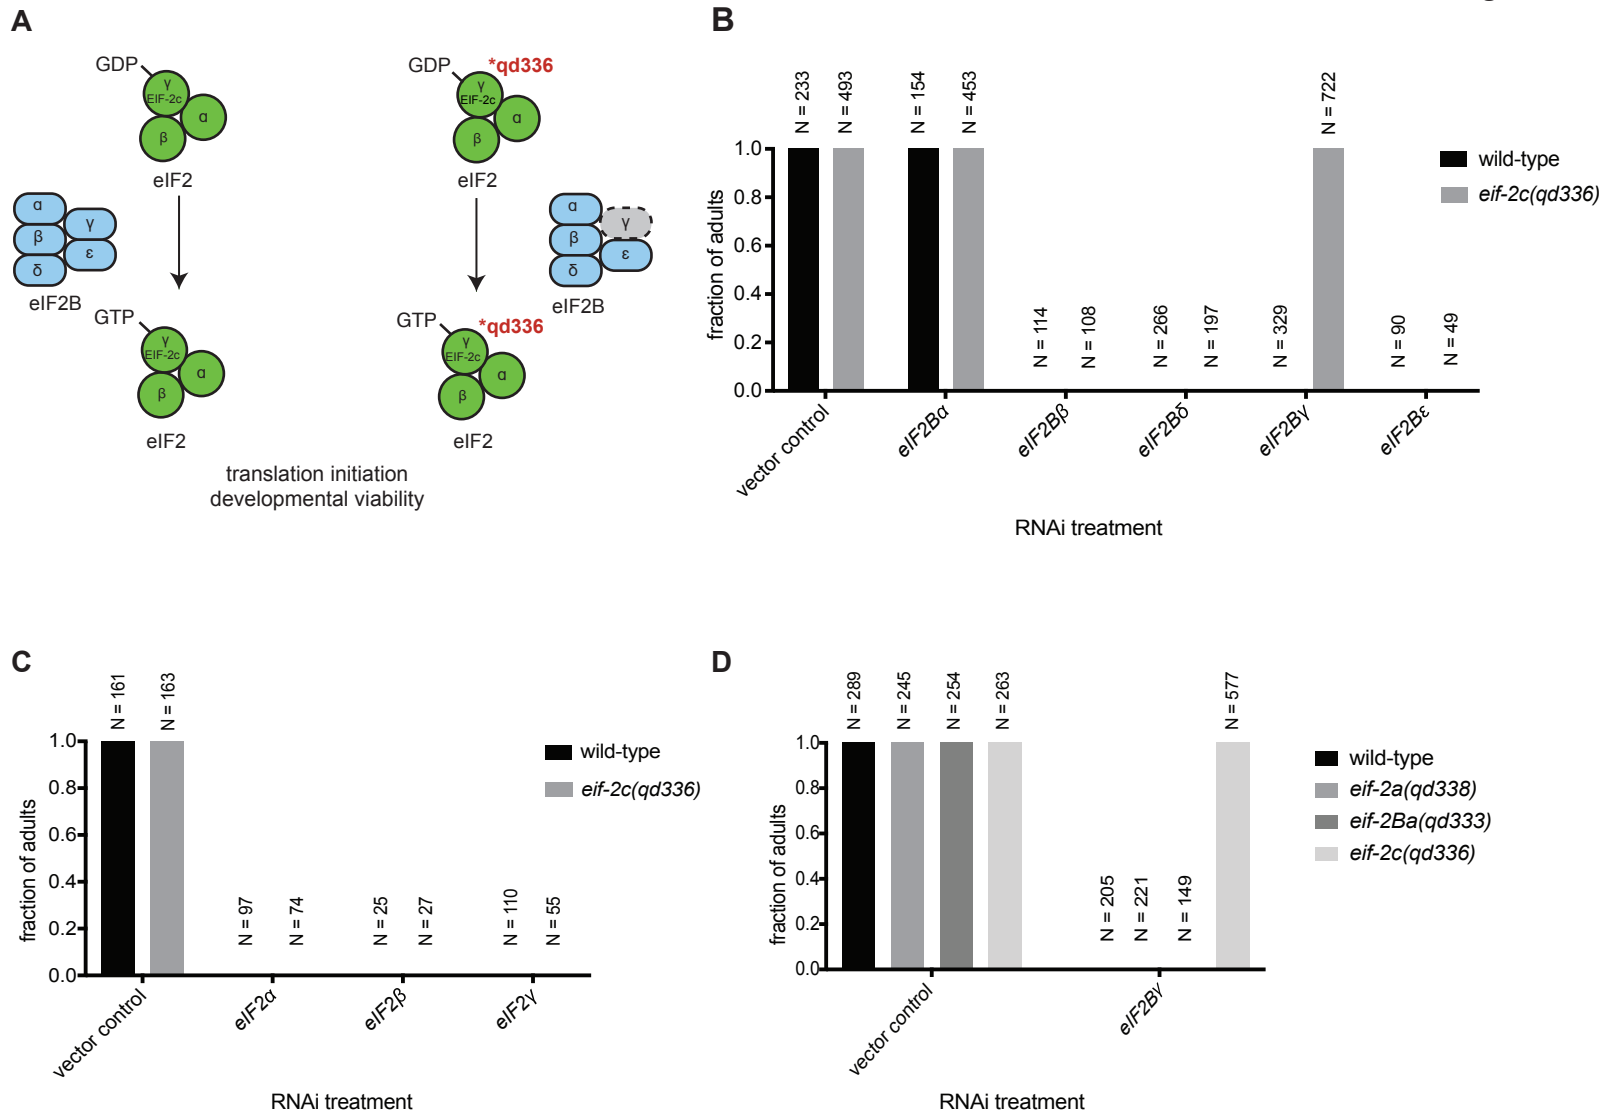 A
GDP
γ
EIF-2c
α
β
eIF2
α
β
δ
γ
ε
eIF2B
GTP
γ
EIF-2c
α
β
eIF2
GDP
*qd336
γ
EIF-2c
α
β
eIF2
α
β
δ
γ
ε
eIF2B
GTP
*qd336
γ
EIF-2c
α
β
eIF2
translation initiation
developmental viability
B
fraction of adults
1.0
0.8
0.6
0.4
0.2
0.0
N = 233
N = 493
N = 154
N = 453
N = 114
N = 108
N = 266
N = 197
N = 329
N = 722
N = 90
N = 49
vector control
eIF2Bα
eIF2Bβ
eIF2Bδ
eIF2Bγ
eIF2Bε
RNAi treatment
wild-type
eif-2c(qd336)
C
fraction of adults
1.0
0.8
0.6
0.4
0.2
0.0
N = 161
N = 163
N = 97
N = 74
N = 25
N = 27
N = 110
N = 55
vector control
eIF2α
eIF2β
eIF2γ
RNAi treatment
wild-type
eif-2c(qd336)
D
fraction of adults
1.0
0.8
0.6
0.4
0.2
0.0
N = 289
N = 245
N = 254
N = 263
N = 205
N = 221
N = 149
N = 577
vector control
eIF2Bγ
RNAi treatment
wild-type
eif-2a(qd338)
eif-2Ba(qd333)
eif-2c(qd336)